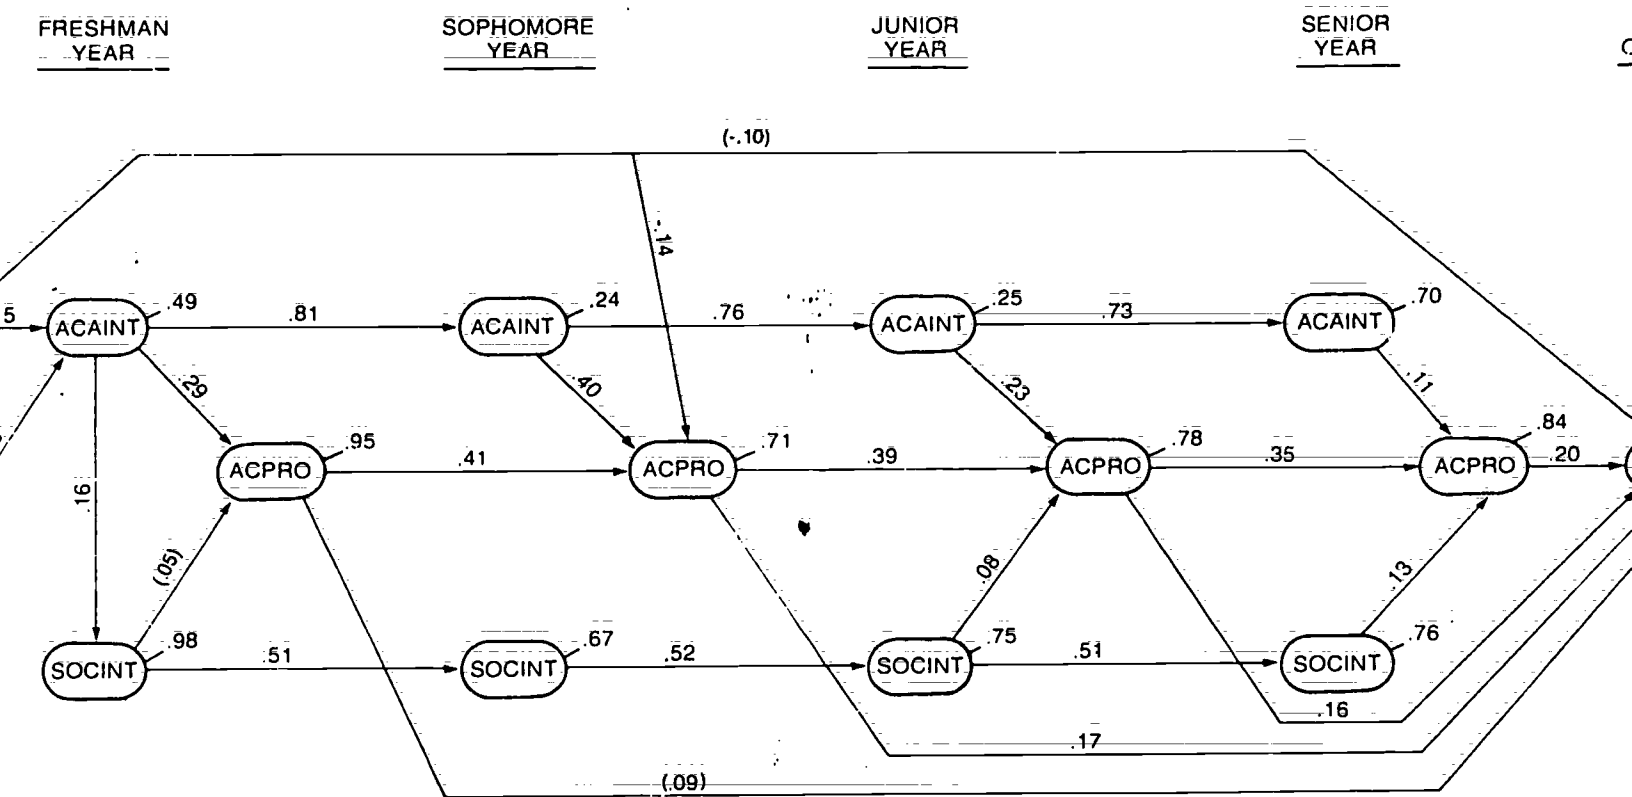 FRESHMAN
YEAR
SOPHOMORE
YEAR
JUNIOR
YEAR
SENIOR
YEAR
(-.10)
-.14
5
ACAINT
.49
.81
ACAINT
.24
.76
ACAINT
.25
.73
ACAINT
.70
.29
.40
.23
.11
ACPRO
.95
.41
ACPRO
.71
.39
ACPRO
.78
.35
ACPRO
.84
.20
.16
(.05)
.08
.13
SOCINT
.98
.51
SOCINT
.67
.52
SOCINT
.75
.51
SOCINT
.76
.16
.17
(.09)